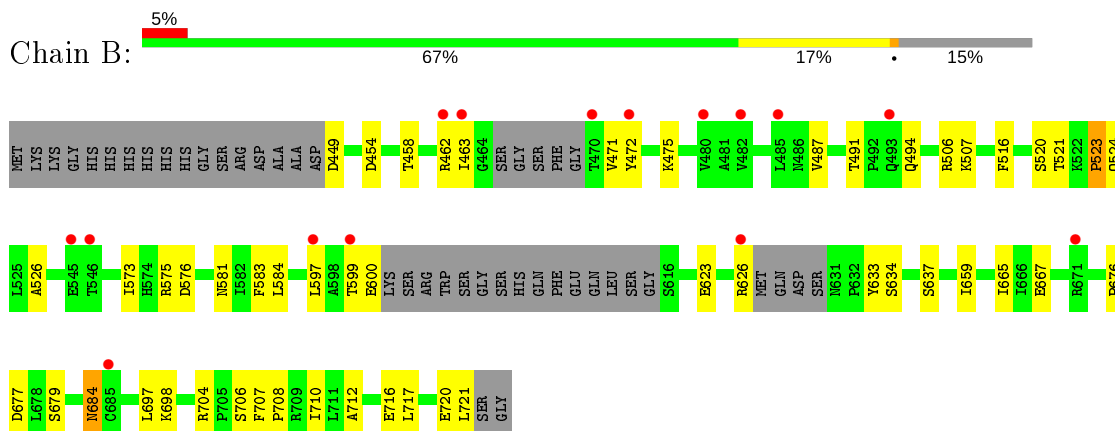 5%
Chain B:
67% 17% • 15%
MET LYS LYS GLY HIS HIS HIS HIS HIS HIS GLY SER ARG ASP ALA ALA ASP D449 D454 T458 R462 I463 G464 SER GLY SER PHE GLY T470 V471 Y472 K475 V480 A481 V482 L485 N486 V487 T491 P492 Q493 Q494 R506 K507 F516 S520 T521 K522 P523
L525 A526 E545 T546 I573 H574 R575 D576 N581 I582 F583 L584 L597 A598 T599 E600 LYS SER ARG TRP SER GLY SER HIS GLN PHE GLU GLN LEU SER GLY S616 E623 R626 MET GLN ASP SER N631 P632 Y633 S634 S637 I659 I665 I666 E667 R671
D677 L678 S679 N684 C685 L697 K698 R704 P705 S706 F707 P708 R709 I710 L711 A712 E716 L717 E720 L721 SER GLY